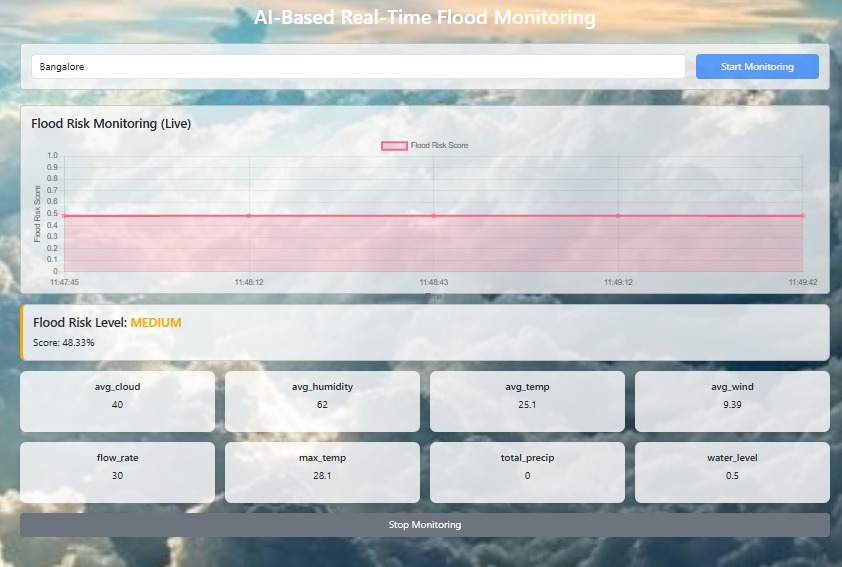 AI-Based Real-Time Flood Monitoring
Bangalore
Start Monitoring
Flood Risk Monitoring (Live)
Flood Risk Score
1.0
0.9
0.8
0.7
0.6
0.5
0.4
0.3
0.2
0.1
0
Flood Risk Score
11:47:45 11:48:12 11:48:43 11:49:12 11:49:42
Time
Flood Risk Level: MEDIUM
Score: 48.33%
avg_cloud avg_humidity avg_temp avg_wind
40 62 25.1 9.39
flow_rate max_temp total_precip water_level
30 28.1 0 0.5
Stop Monitoring